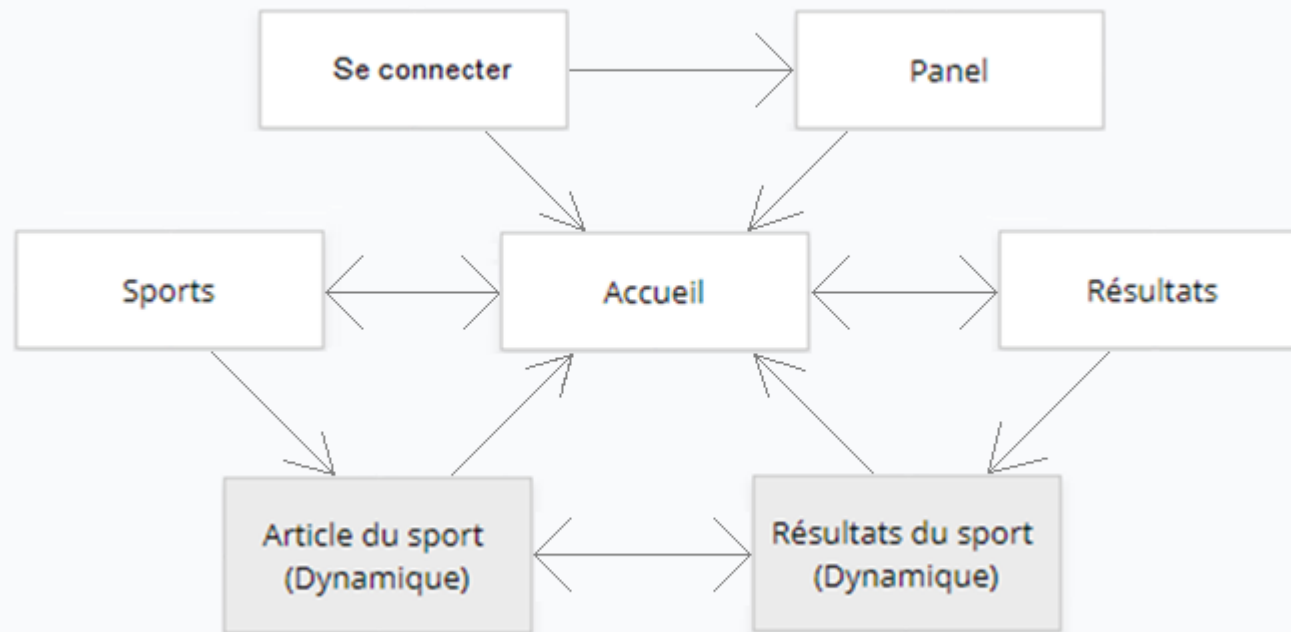 Se connecter
Panel
Sports
Accueil
Résultats
Article du sport
(Dynamique)
Résultats du sport
(Dynamique)